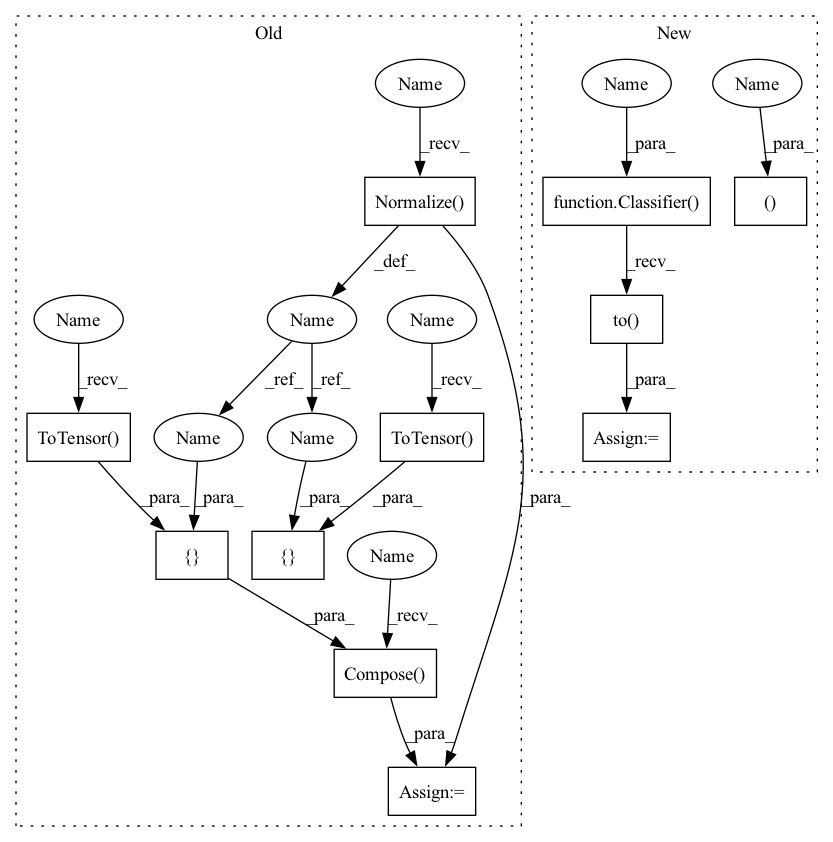 Old
New
Name
Name
Name
_recv_
_para_
_para_
Normalize()
function.Classifier()
()
_def_
_recv_
Name
Name
Name
to()
_recv_
_ref_
_ref_
_recv_
_para_
ToTensor()
Name
Name
ToTensor()
Assign:=
_para_
_para_
_para_
_para_
_para_
{}
{}
Name
_para_
_recv_
Compose()
_para_
Assign:=